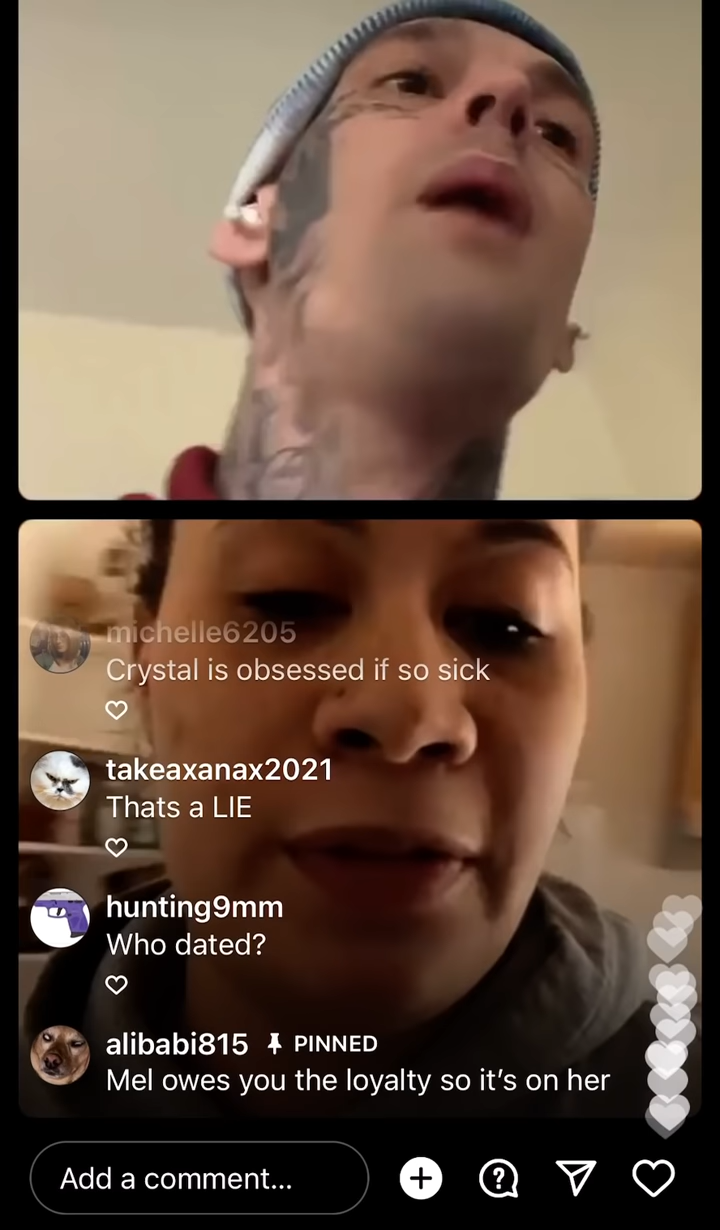 michelle6205
Crystal is obsessed if so sick
takeaxanax2021
Thats a LIE
hunting9mm
Who dated?
alibabi815 PINNED
Mel owes you the loyalty so it’s on her
Add a comment...